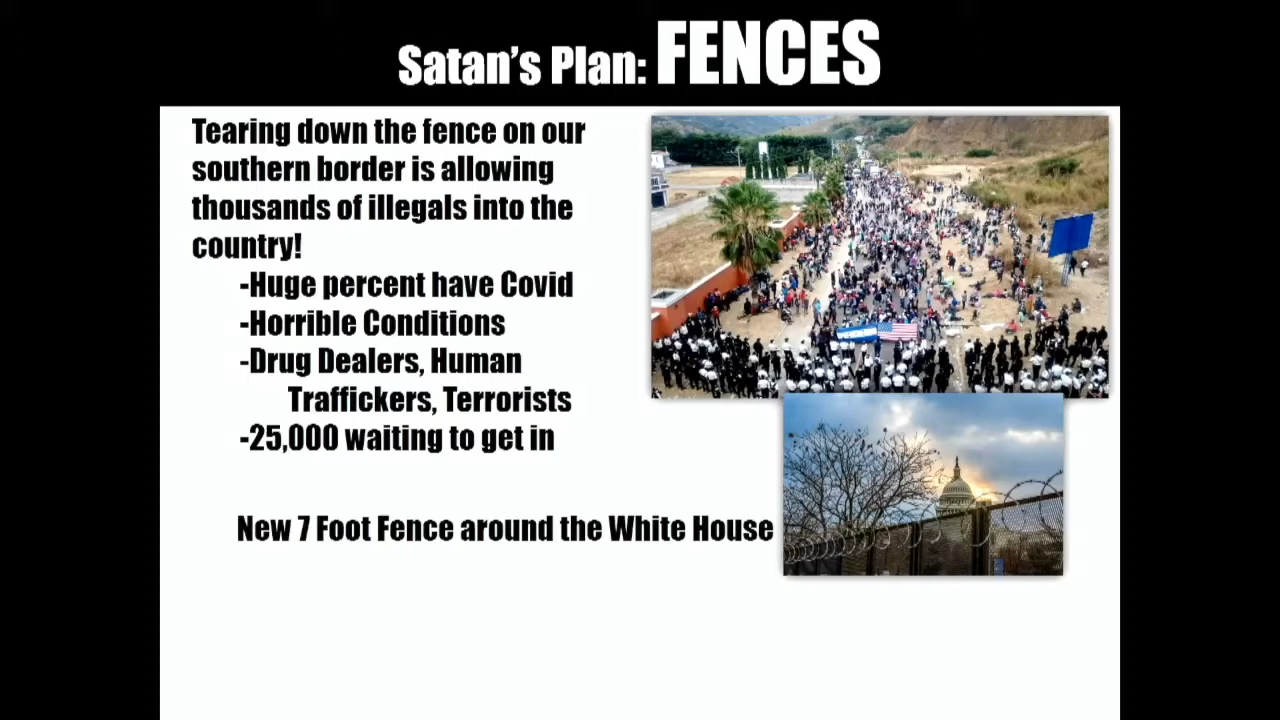 Satan’s Plan: FENCES
Tearing down the fence on our
southern border is allowing
thousands of illegals into the
country!
-Huge percent have Covid
-Horrible Conditions
-Drug Dealers, Human
Traffickers, Terrorists
-25,000 waiting to get in
New 7 Foot Fence around the White House